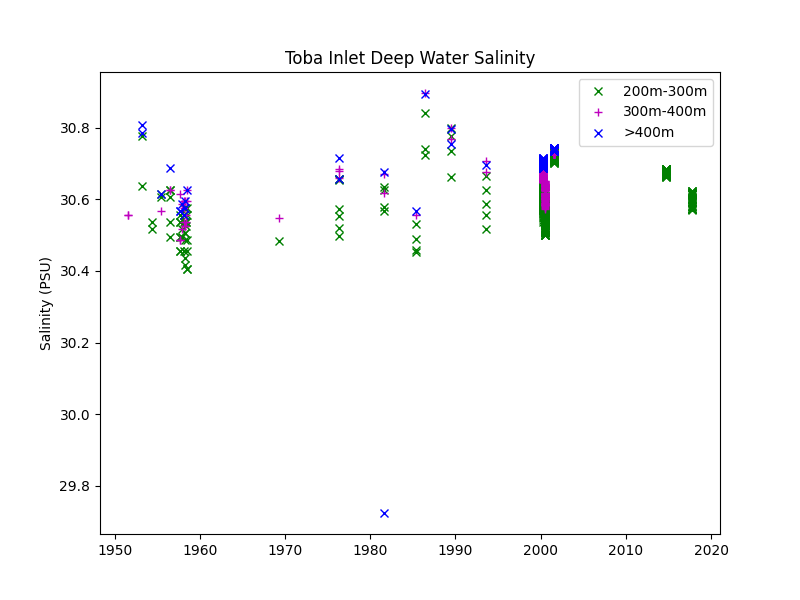 Toba Inlet Deep Water Salinity
200m-300m
300m-400m
>400m
30.8
30.6
30.4
30.2
30.0
29.8
Salinity (PSU)
1950 1960 1970 1980 1990 2000 2010 2020